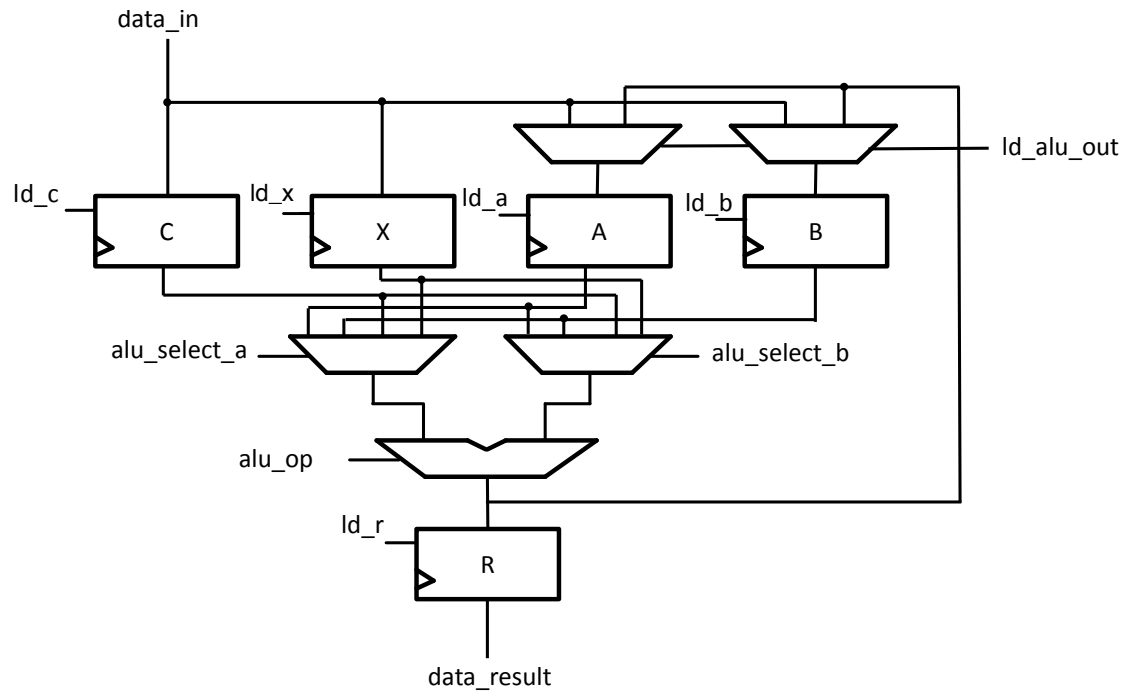 data_in
ld_alu_out
ld_c
ld_x
ld_a
ld_b
C
X
A
B
alu_select_a
alu_select_b
alu_op
ld_r
R
data_result